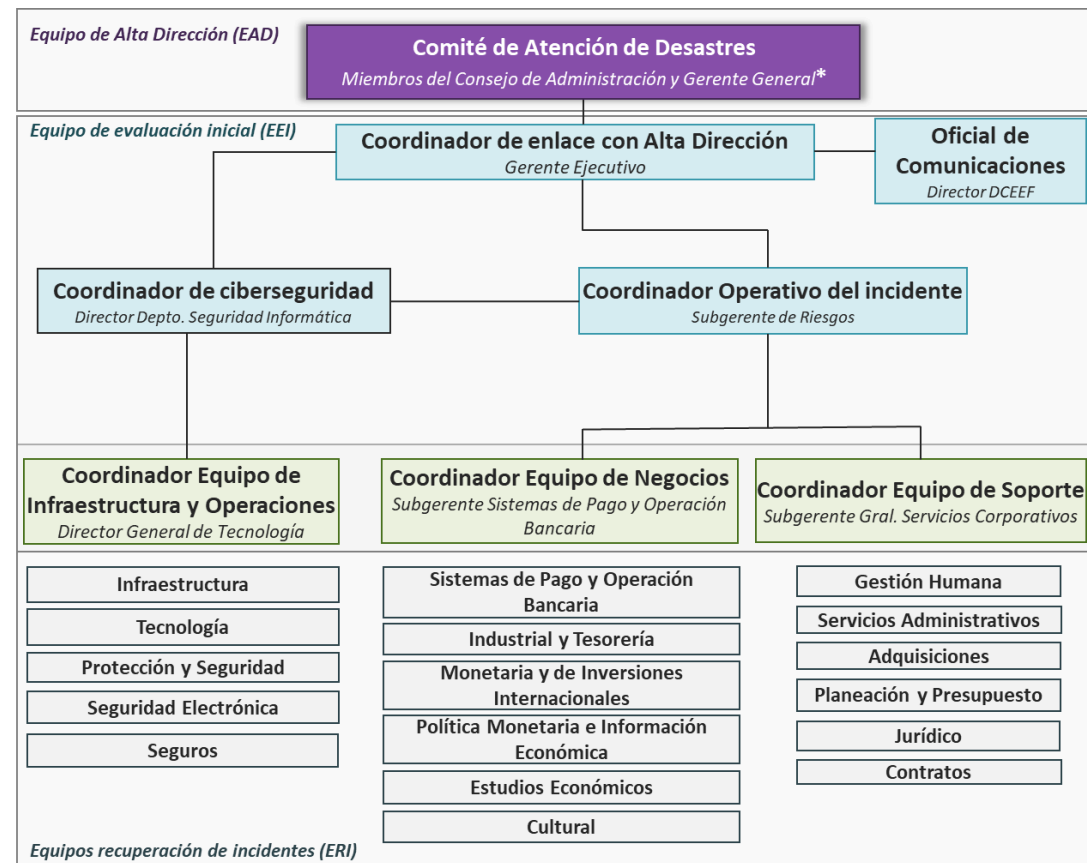 Equipo de Alta Dirección (EAD)
Comité de Atención de Desastres
Miembros del Consejo de Administración y Gerente General*
Equipo de evaluación inicial (EEI)
Coordinador de enlace con Alta Dirección
Gerente Ejecutivo
Oficial de
Comunicaciones
Director DCEEF
Coordinador de ciberseguridad
Director Depto. Seguridad Informática
Coordinador Operativo del incidente
Subgerente de Riesgos
Coordinador Equipo de
Infraestructura y Operaciones
Director General de Tecnología
Coordinador Equipo de Negocios
Subgerente Sistemas de Pago y Operación
Bancaria
Coordinador Equipo de Soporte
Subgerente Gral. Servicios Corporativos
Infraestructura
Tecnología
Protección y Seguridad
Seguridad Electrónica
Seguros
Sistemas de Pago y Operación
Bancaria
Industrial y Tesorería
Monetaria y de Inversiones
Internacionales
Política Monetaria e Información
Económica
Estudios Económicos
Cultural
Gestión Humana
Servicios Administrativos
Adquisiciones
Planeación y Presupuesto
Jurídico
Contratos
Equipos recuperación de incidentes (ERI)